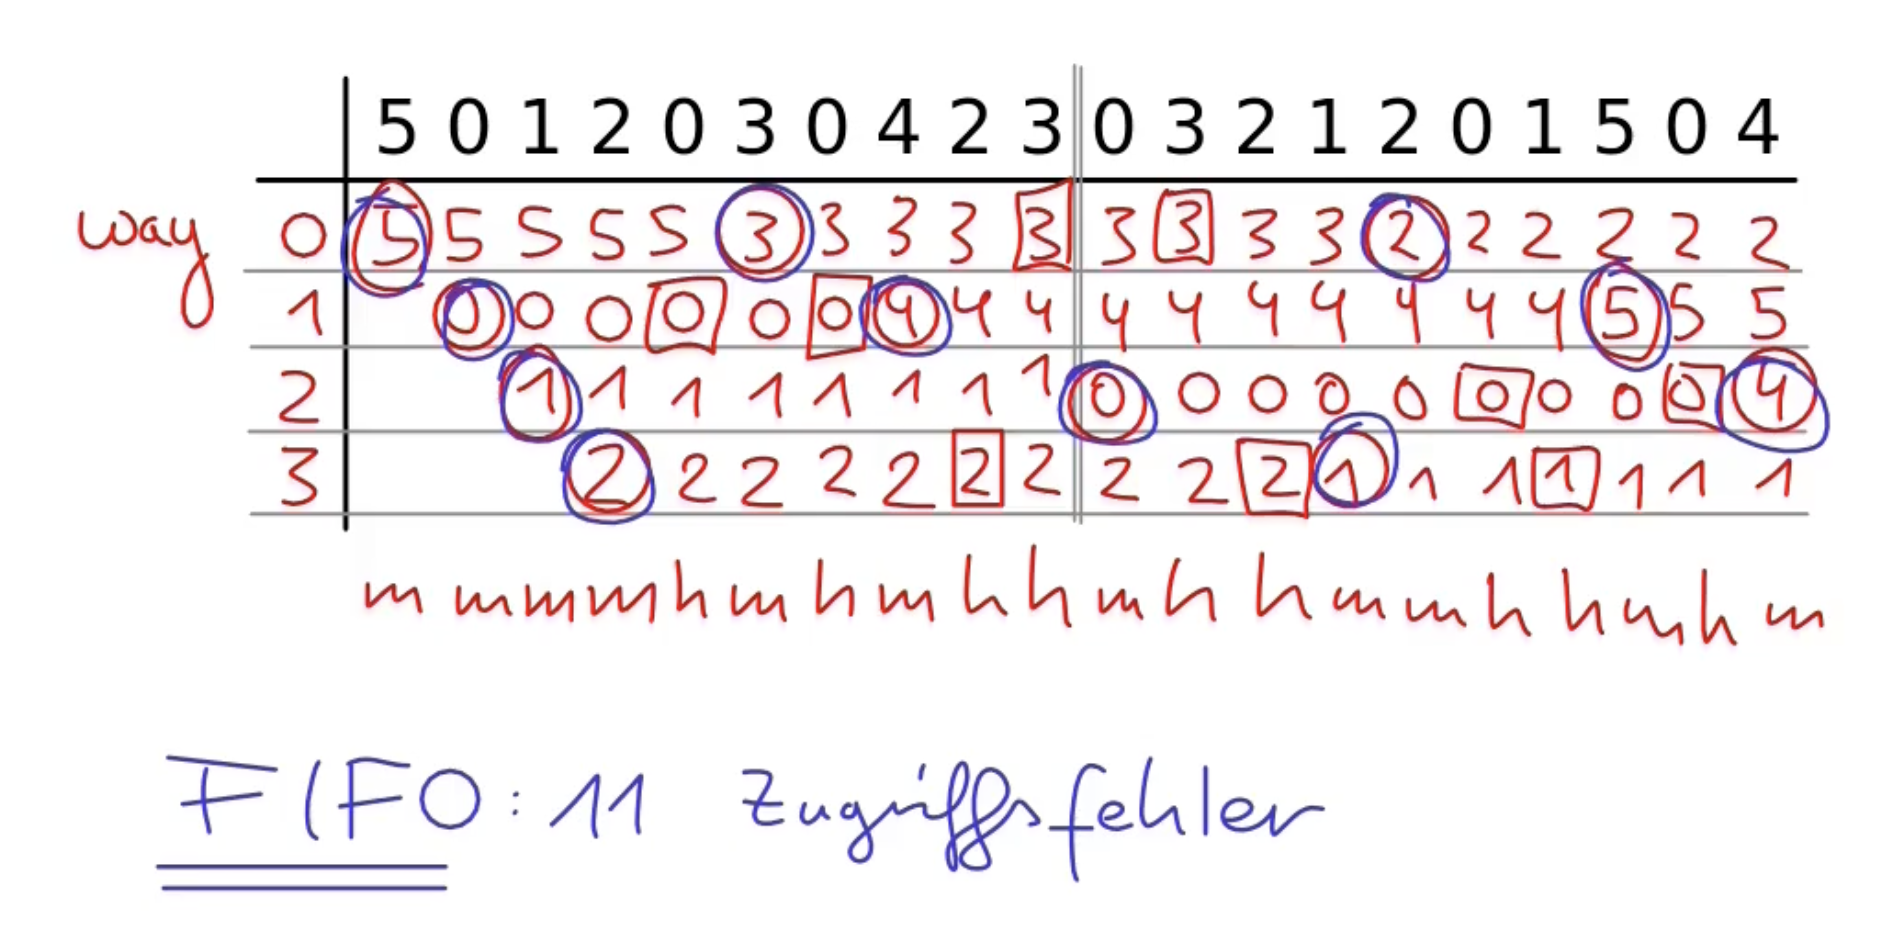 5 0 1 2 0 3 0 4 2 3 0 3 2 1 2 0 1 5 0 4
way 0 5 5 5 5 5 3 3 3 3 3 3 3 3 3 2 2 2 2 2 2
1 0 0 0 0 0 0 4 4 4 4 4 4 4 4 4 4 5 5 5
2 1 1 1 1 1 1 1 1 0 0 0 0 0 0 0 0 0 4
3 2 2 2 2 2 2 2 2 2 2 1 1 1 1 1 1 1
m m m m h m h m h h m h h m m h h m h m
FIFO: 11 Zugriffsfehler